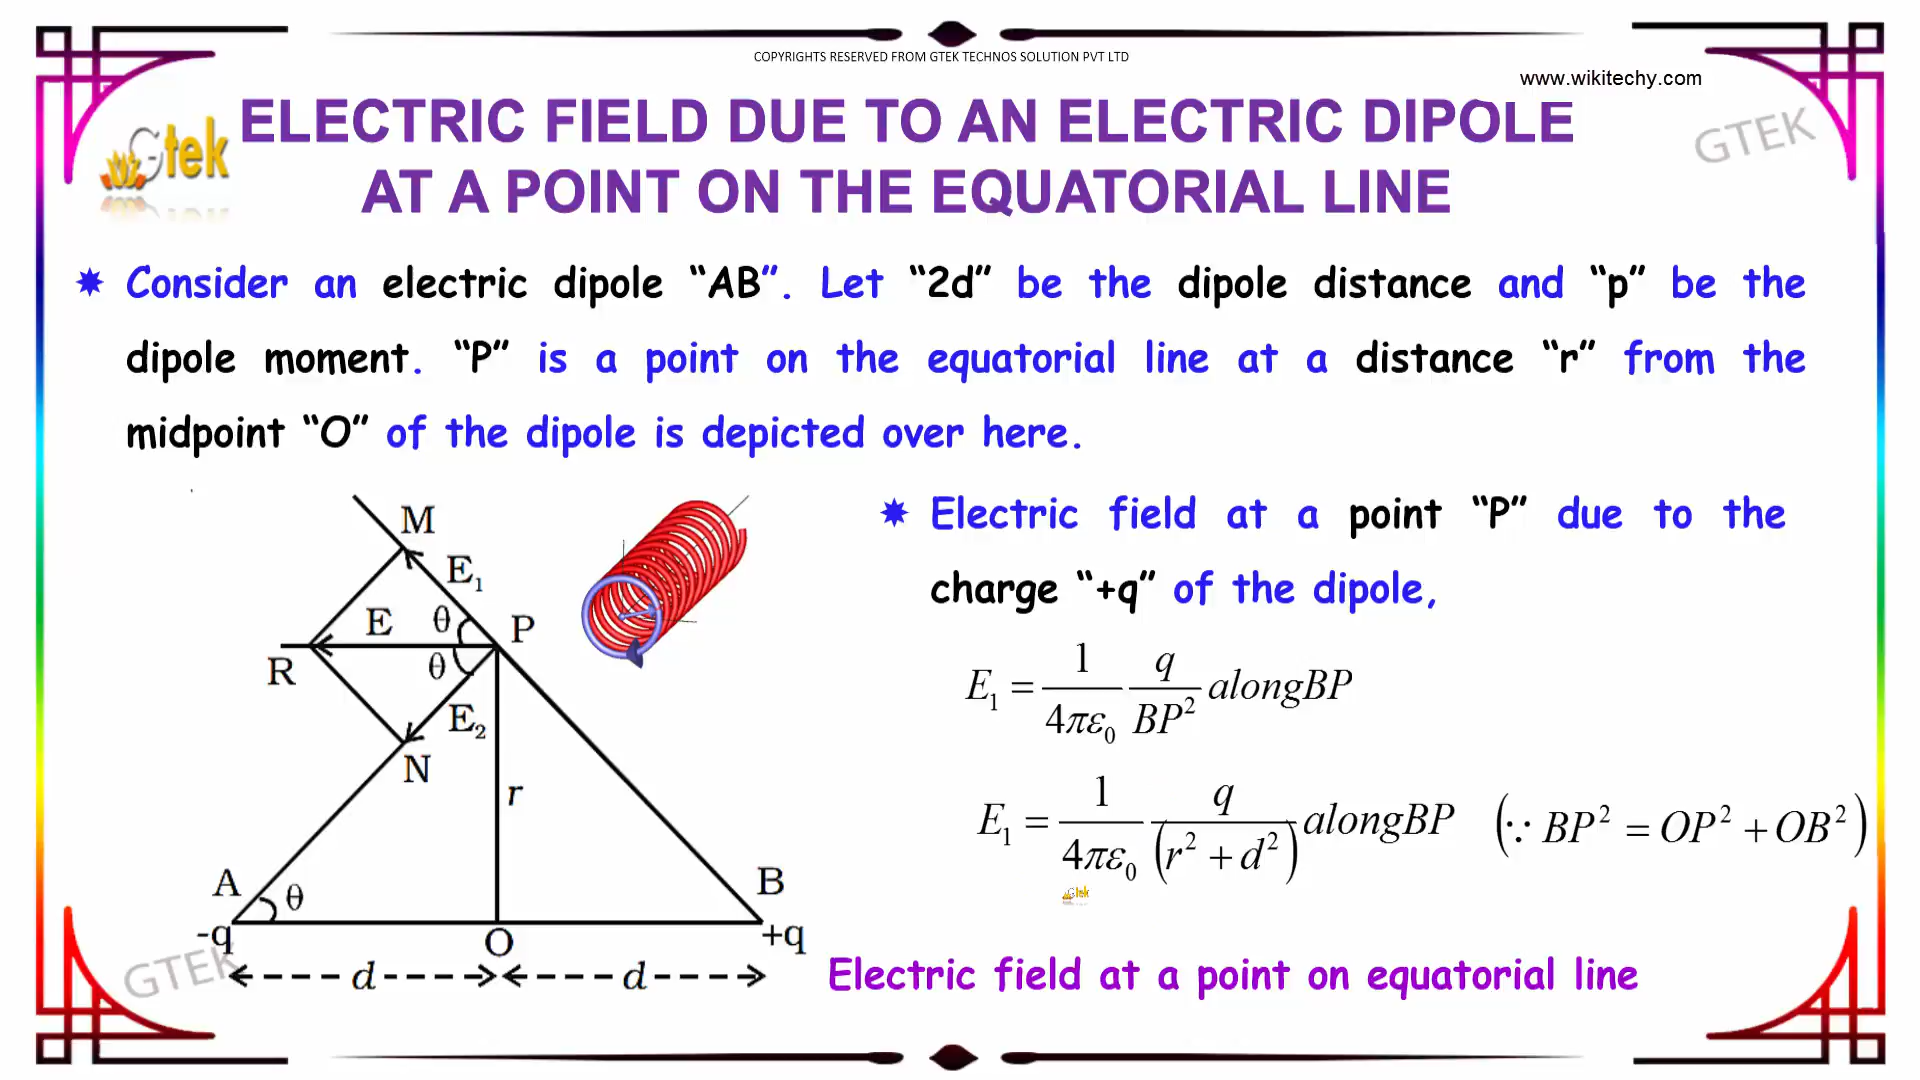 COPYRIGHTS RESERVED FROM GTEK TECHNOS SOLUTION PVT LTD
www.wikitechy.com
Gtek
GTEK
ELECTRIC FIELD DUE TO AN ELECTRIC DIPOLE
AT A POINT ON THE EQUATORIAL LINE
✸ Consider an electric dipole “AB”. Let “2d” be the dipole distance and “p” be the
dipole moment. “P” is a point on the equatorial line at a distance “r” from the
midpoint “O” of the dipole is depicted over here.
M
E₁
E
θ
P
R
θ
E₂
N
r
A
θ
B
-q
O
+q
d
d
GTEK
✸ Electric field at a point “P” due to the
charge “+q” of the dipole,
E₁ = 1/(4πε₀) q/BP² alongBP
E₁ = 1/(4πε₀) q/(r² + d²) alongBP (∵ BP² = OP² + OB²)
Gtek
Electric field at a point on equatorial line